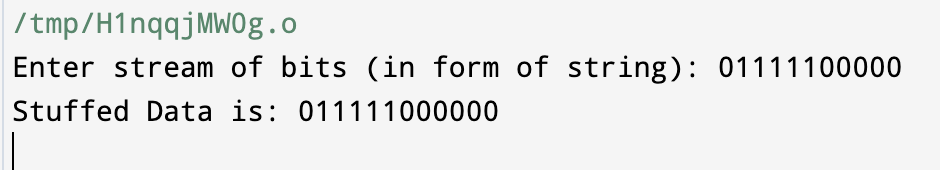 /tmp/H1nqqjMW0g.o
Enter stream of bits (in form of string): 01111100000
Stuffed Data is: 011111000000